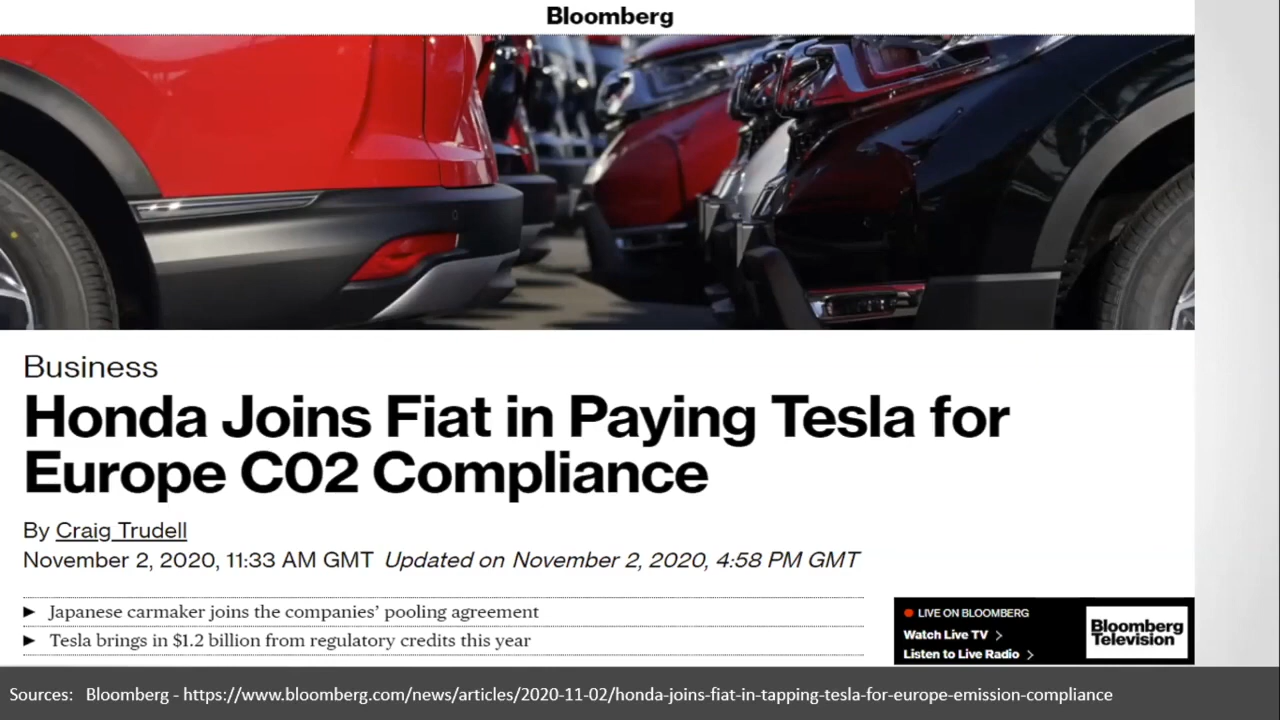 Bloomberg
Business
Honda Joins Fiat in Paying Tesla for
Europe C02 Compliance
By Craig Trudell
November 2, 2020, 11:33 AM GMT Updated on November 2, 2020, 4:58 PM GMT
► Japanese carmaker joins the companies’ pooling agreement
► Tesla brings in $1.2 billion from regulatory credits this year
LIVE ON BLOOMBERG
Watch Live TV >
Listen to Live Radio >
Bloomberg
Television
Sources: Bloomberg - https://www.bloomberg.com/news/articles/2020-11-02/honda-joins-fiat-in-tapping-tesla-for-europe-emission-compliance